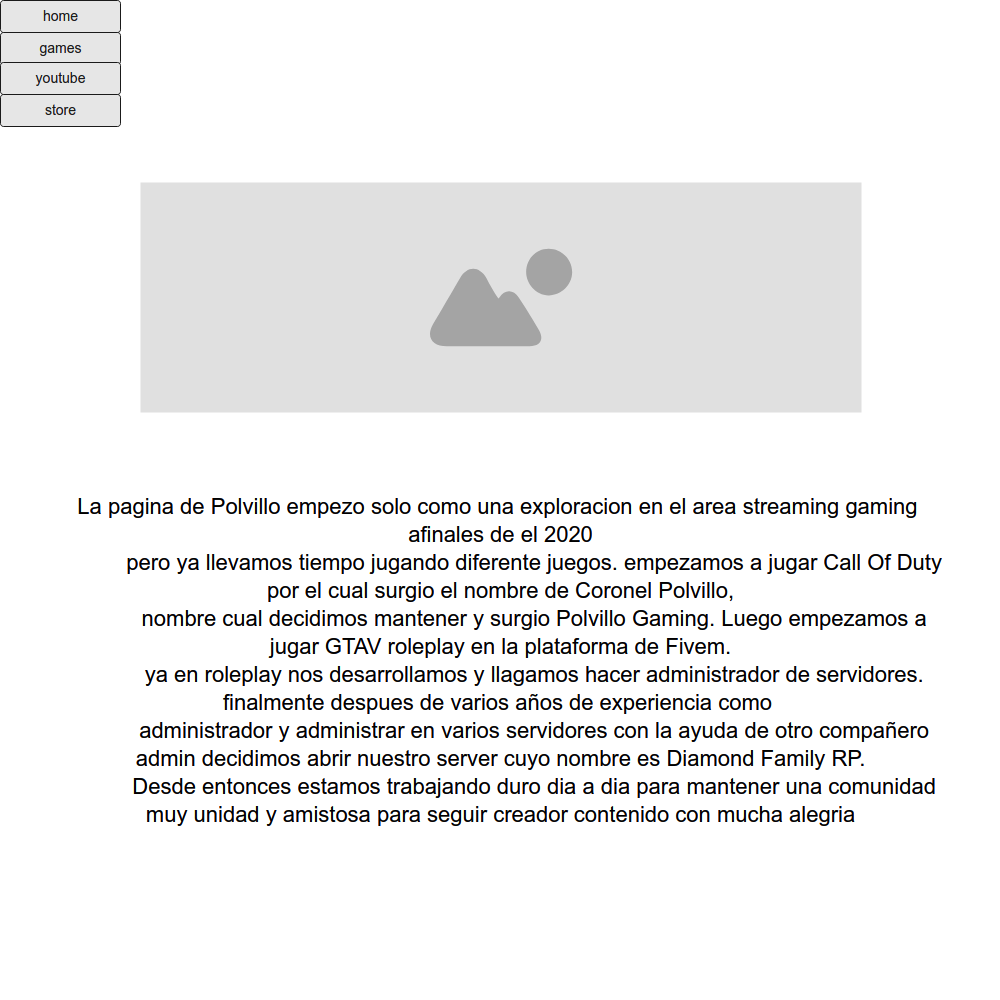 home
games
youtube
store
La pagina de Polvillo empezo solo como una exploracion en el area streaming gaming
afinales de el 2020
pero ya llevamos tiempo jugando diferente juegos. empezamos a jugar Call Of Duty
por el cual surgio el nombre de Coronel Polvillo,
nombre cual decidimos mantener y surgio Polvillo Gaming. Luego empezamos a
jugar GTAV roleplay en la plataforma de Fivem.
ya en roleplay nos desarrollamos y llagamos hacer administrador de servidores.
finalmente despues de varios años de experiencia como
administrador y administrar en varios servidores con la ayuda de otro compañero
admin decidimos abrir nuestro server cuyo nombre es Diamond Family RP.
Desde entonces estamos trabajando duro dia a dia para mantener una comunidad
muy unidad y amistosa para seguir creador contenido con mucha alegria